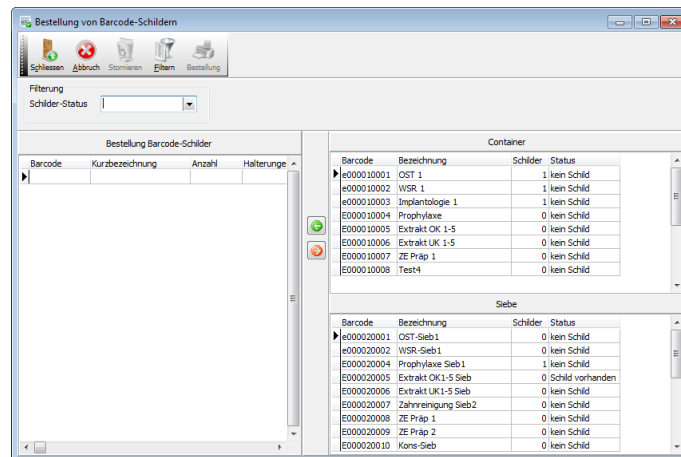 Bestellung von Barcode-Schildern
Schliessen Abbruch Stornieren Filtern Bestellung
Filterung
Schilder-Status
Bestellung Barcode-Schilder
Barcode Kurzbezeichnung Anzahl Halterunge
Container
Barcode Bezeichnung Schilder Status
e000010001 OST 1 1 kein Schild
e000010002 WSR 1 1 kein Schild
e000010003 Implantologie 1 1 kein Schild
E000010004 Prophylaxe 0 kein Schild
E000010005 Extrakt OK 1-5 0 kein Schild
E000010006 Extrakt UK 1-5 0 kein Schild
E000010007 ZE Präp 1 0 kein Schild
E000010008 Test4 0 kein Schild
Siebe
Barcode Bezeichnung Schilder Status
e000020001 OST-Sieb1 0 kein Schild
e000020002 WSR-Sieb1 0 kein Schild
E000020004 Prophylaxe Sieb1 1 kein Schild
E000020005 Extrakt OK1-5 Sieb 0 Schild vorhanden
E000020006 Extrakt UK1-5 Sieb 0 kein Schild
E000020007 Zahnreinigung Sieb2 0 kein Schild
E000020008 ZE Präp 1 0 kein Schild
E000020009 ZE Präp 2 0 kein Schild
E000020010 Kons-Sieb 0 kein Schild